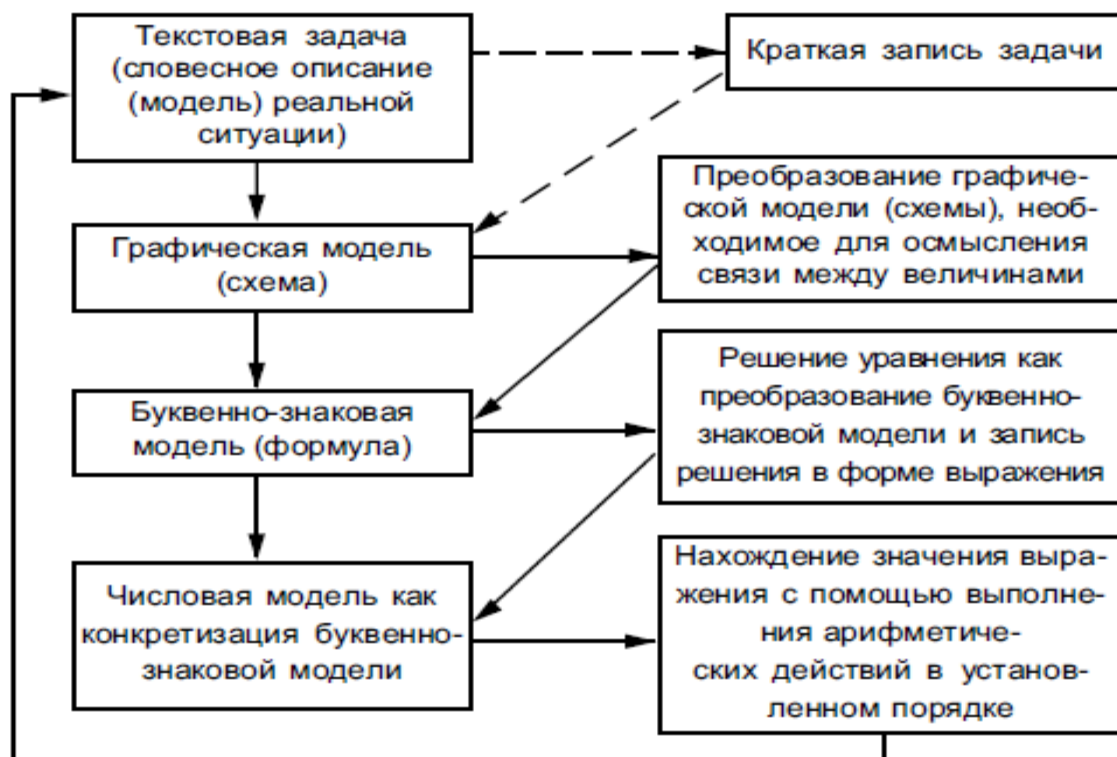 Текстовая задача
(словесное описание
(модель) реальной
ситуации)
Краткая запись задачи
Графическая модель
(схема)
Преобразование графиче-
ской модели (схемы), необ-
ходимое для осмысления
связи между величинами
Буквенно-знаковая
модель (формула)
Решение уравнения как
преобразование буквенно-
знаковой модели и запись
решения в форме выражения
Числовая модель как
конкретизация буквенно-
знаковой модели
Нахождение значения выра-
жения с помощью выполне-
ния арифметиче-
ских действий в установ-
ленном порядке